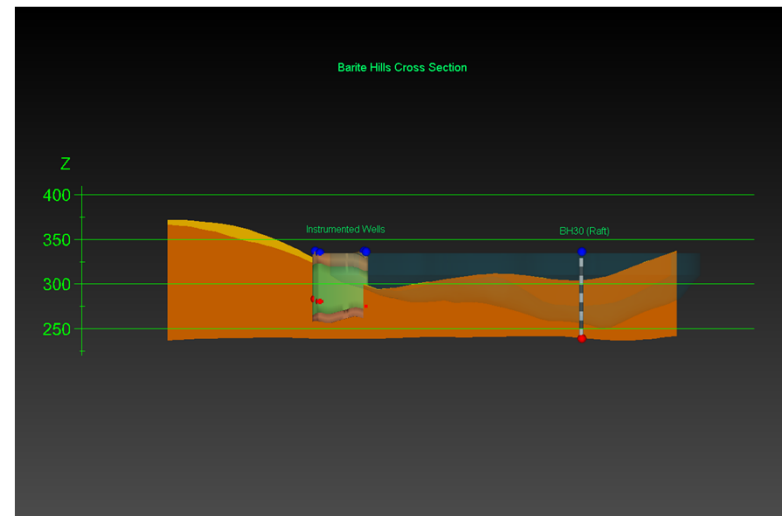 Barite Hills Cross Section
Z
400
350
300
250
Instrumented Wells
BH30 (Raft)